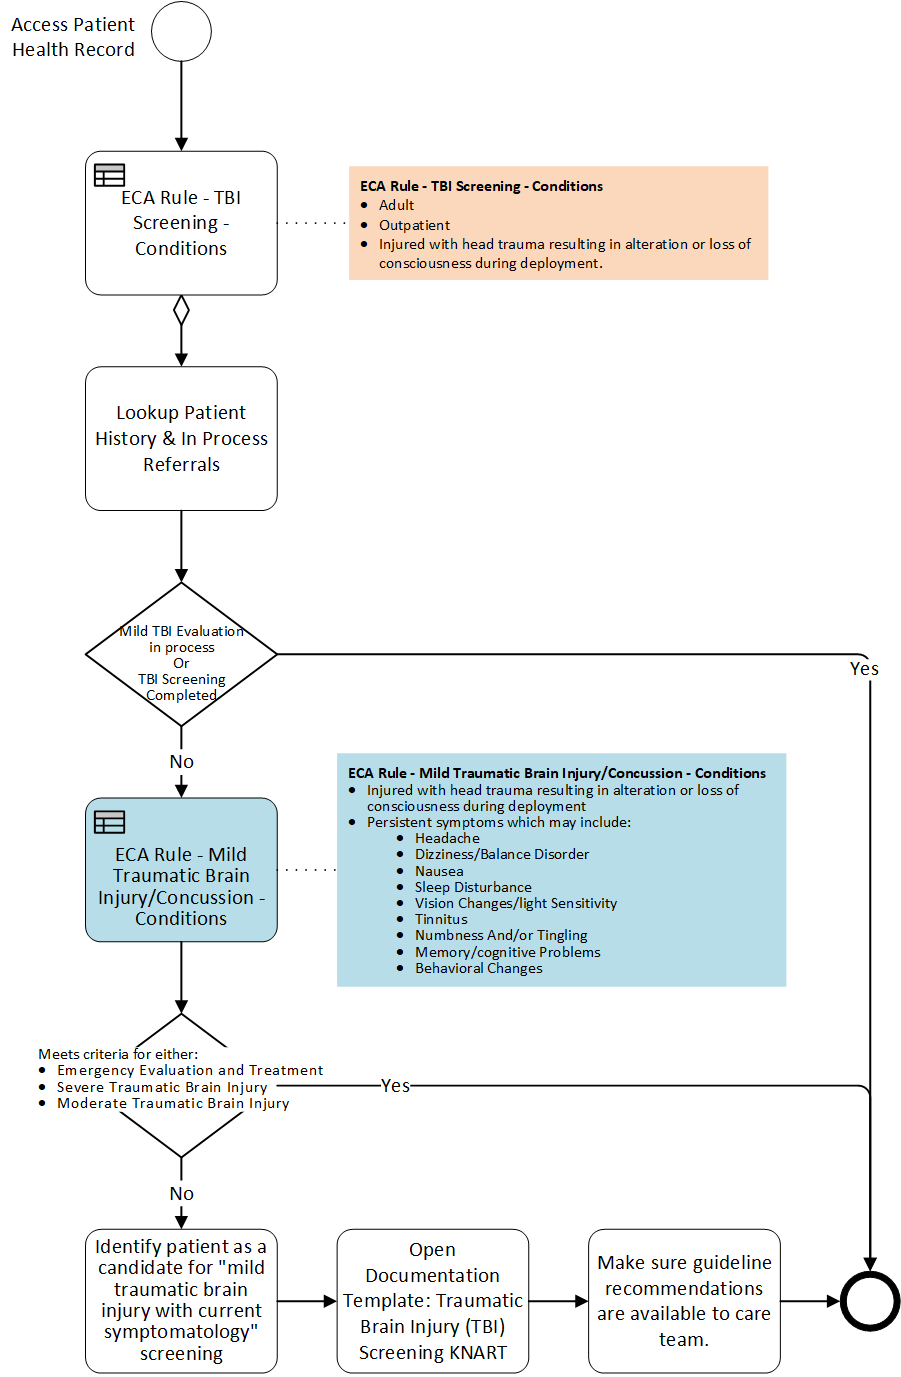 Access Patient
Health Record
ECA Rule - TBI
Screening -
Conditions
ECA Rule - TBI Screening - Conditions
• Adult
• Outpatient
• Injured with head trauma resulting in alteration or loss of
consciousness during deployment.
Lookup Patient
History & In Process
Referrals
Mild TBI Evaluation
in process
Or
TBI Screening
Completed
Yes
No
ECA Rule - Mild
Traumatic Brain
Injury/Concussion -
Conditions
ECA Rule - Mild Traumatic Brain Injury/Concussion - Conditions
• Injured with head trauma resulting in alteration or loss of
consciousness during deployment
• Persistent symptoms which may include:
• Headache
• Dizziness/Balance Disorder
• Nausea
• Sleep Disturbance
• Vision Changes/light Sensitivity
• Tinnitus
• Numbness And/or Tingling
• Memory/cognitive Problems
• Behavioral Changes
Meets criteria for either:
• Emergency Evaluation and Treatment
• Severe Traumatic Brain Injury
• Moderate Traumatic Brain Injury
Yes
No
Identify patient as a
candidate for "mild
traumatic brain
injury with current
symptomatology"
screening
Open
Documentation
Template: Traumatic
Brain Injury (TBI)
Screening KNART
Make sure guideline
recommendations
are available to care
team.